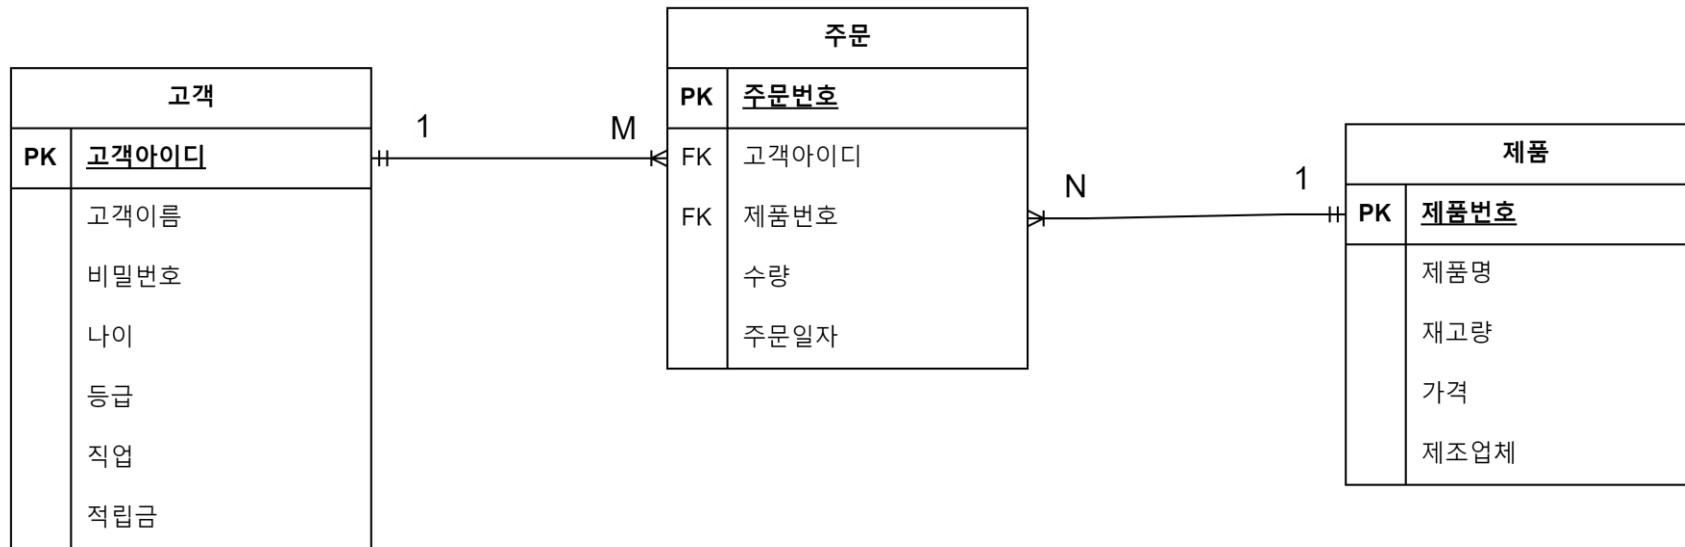 고객
PK 고객아이디
고객이름
비밀번호
나이
등급
직업
적립금
1 M
주문
PK 주문번호
FK 고객아이디
FK 제품번호
수량
주문일자
N 1
제품
PK 제품번호
제품명
재고량
가격
제조업체